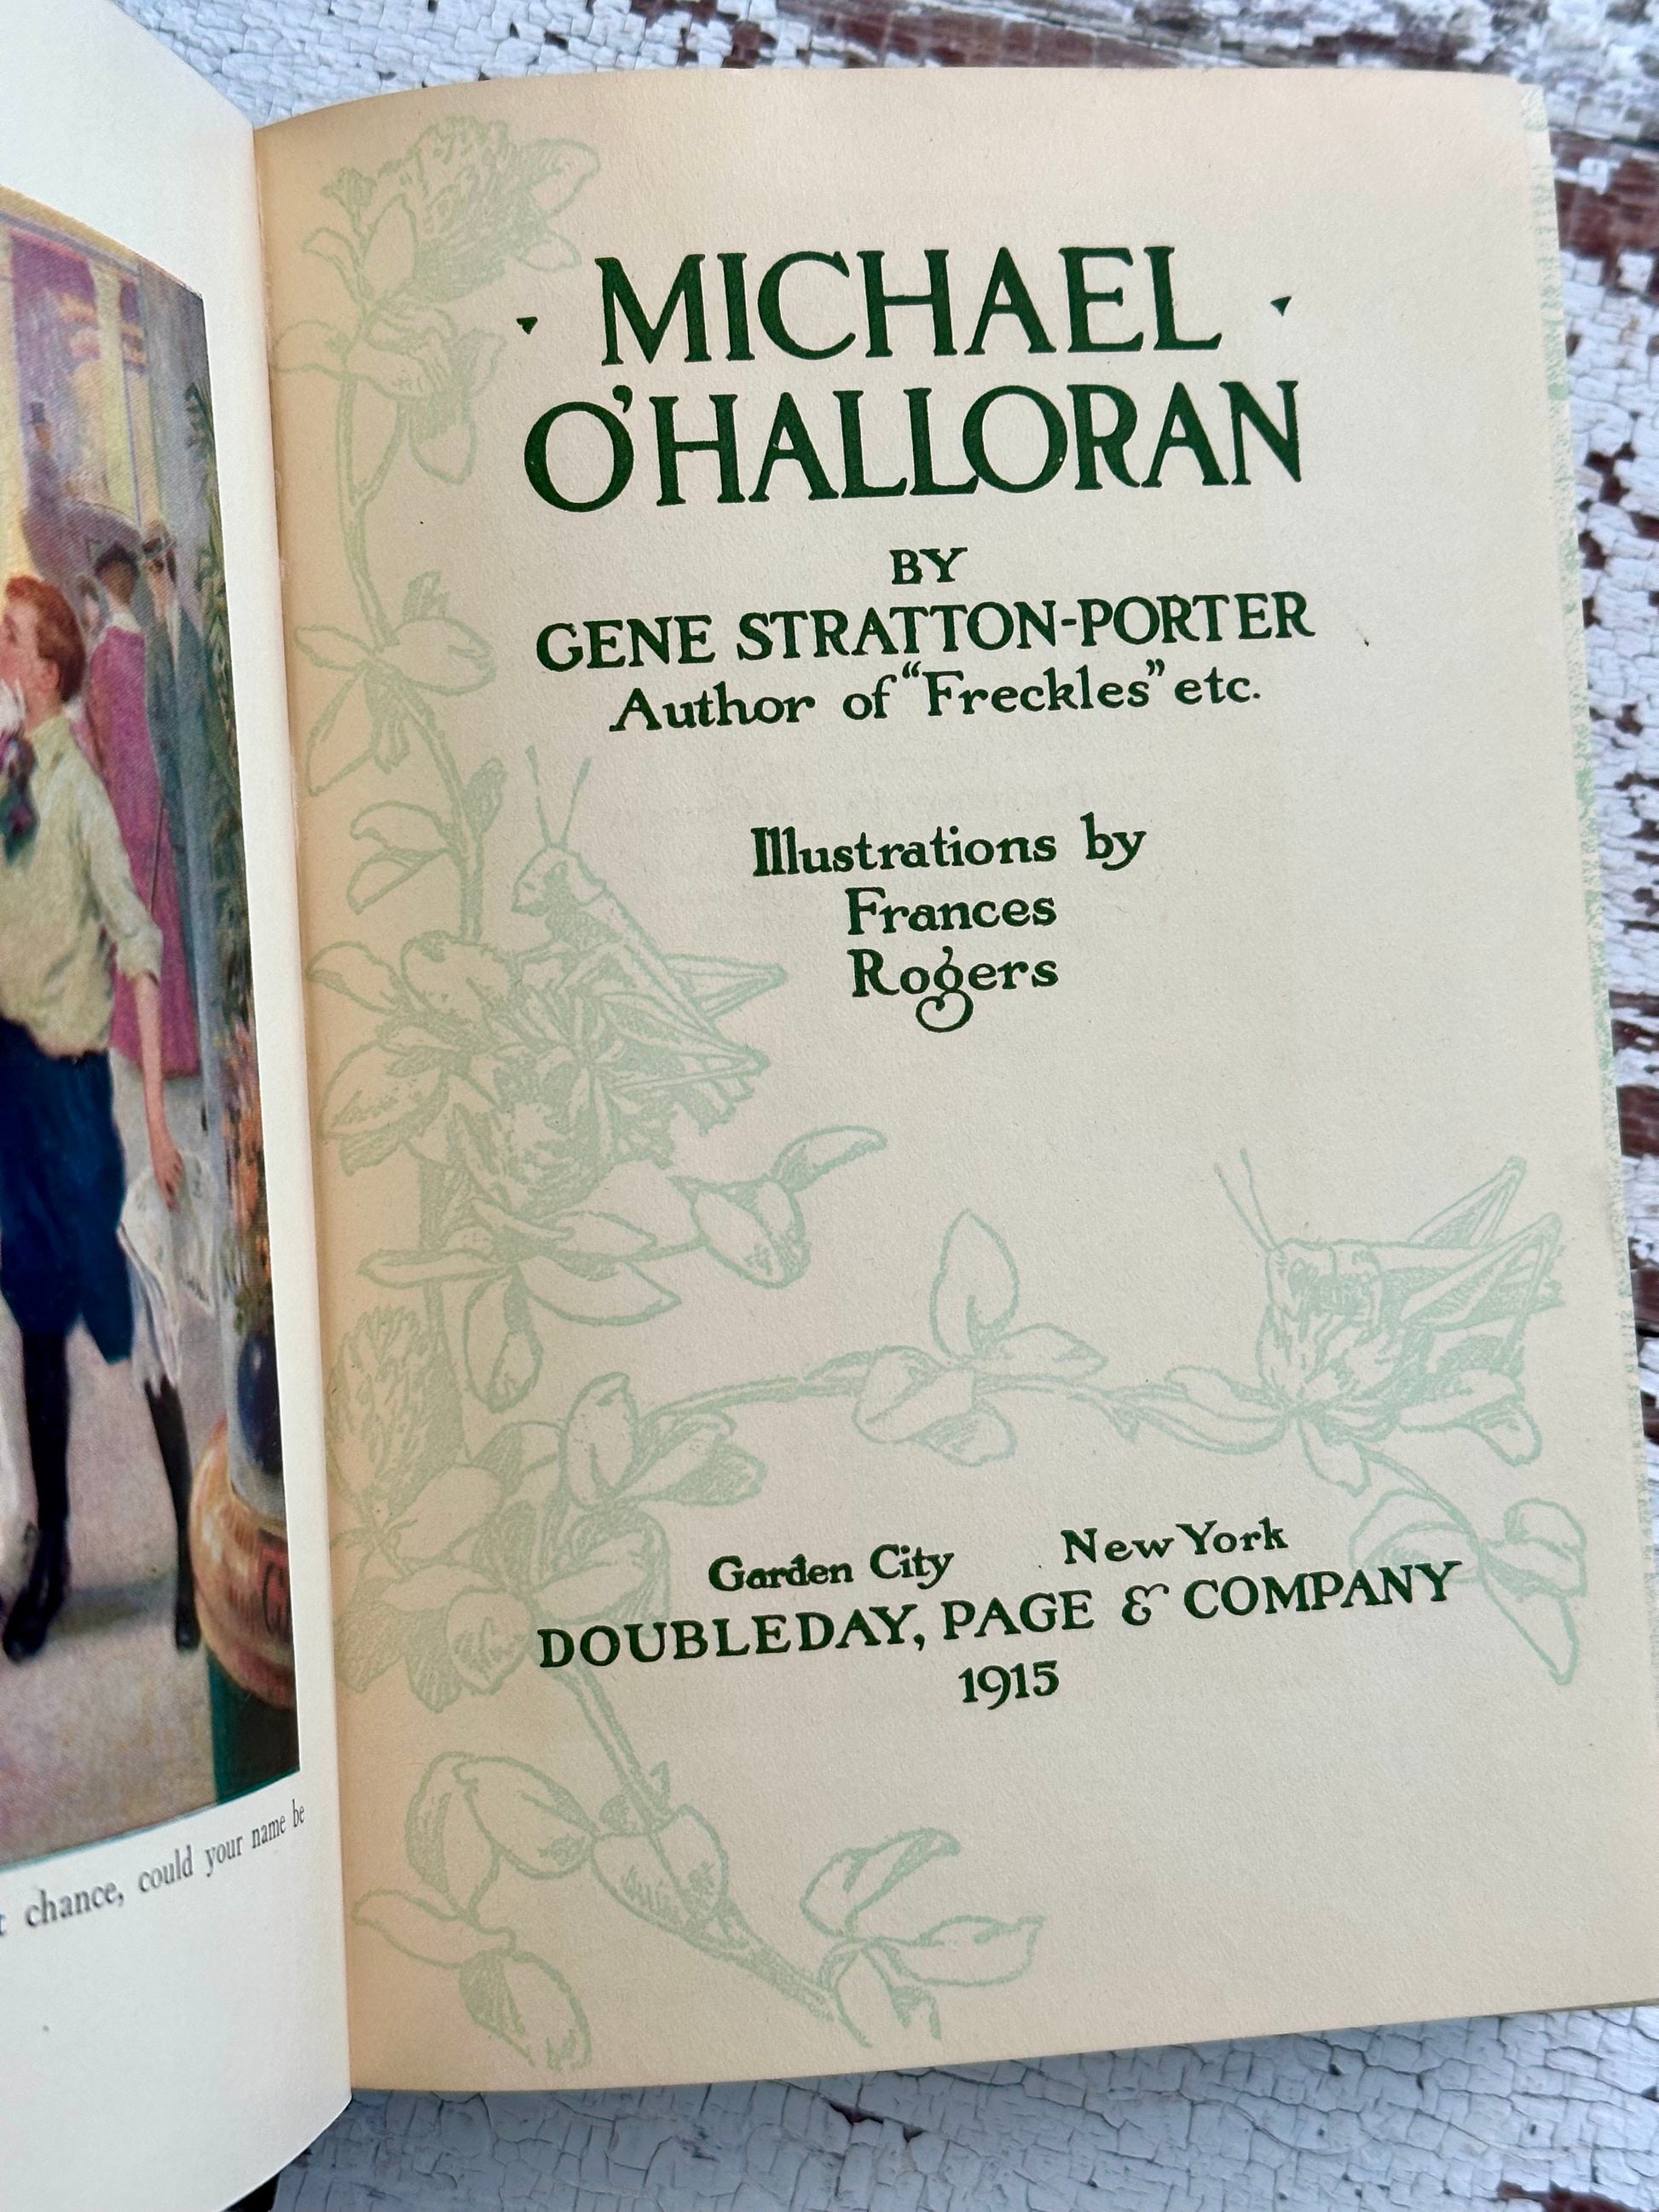 chance, could your name be
MICHAEL
O'HALLORAN
BY
GENE STRATTON-PORTER
Author of "Freckles" etc.
Illustrations by
Frances
Rogers
Garden City New York
DOUBLEDAY, PAGE & COMPANY
1915